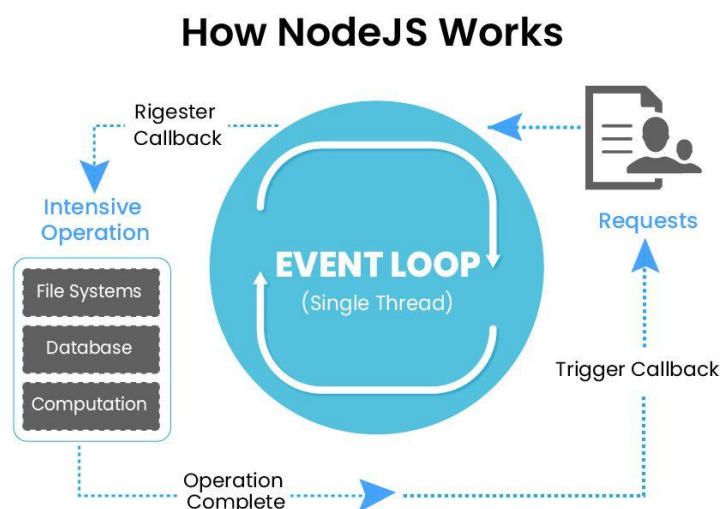 How NodeJS Works
Rigester
Callback
Intensive
Operation
File Systems
Database
Computation
EVENT LOOP
(Single Thread)
Requests
Trigger Callback
Operation
Complete